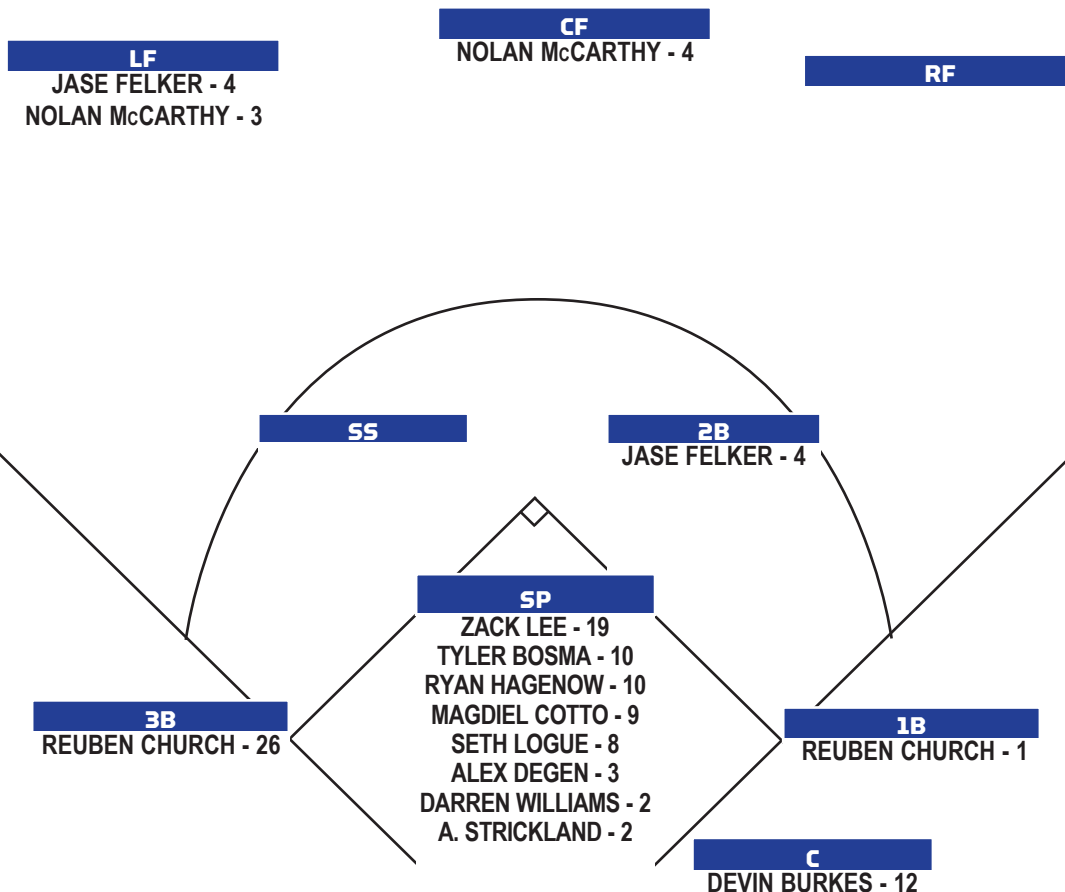 CF
NOLAN McCARTHY - 4
LF
JASE FELKER - 4
NOLAN McCARTHY - 3
RF
SS
2B
JASE FELKER - 4
SP
ZACK LEE - 19
TYLER BOSMA - 10
RYAN HAGENOW - 10
MAGDIEL COTTO - 9
SETH LOGUE - 8
ALEX DEGEN - 3
DARREN WILLIAMS - 2
A. STRICKLAND - 2
3B
REUBEN CHURCH - 26
1B
REUBEN CHURCH - 1
C
DEVIN BURKES - 12